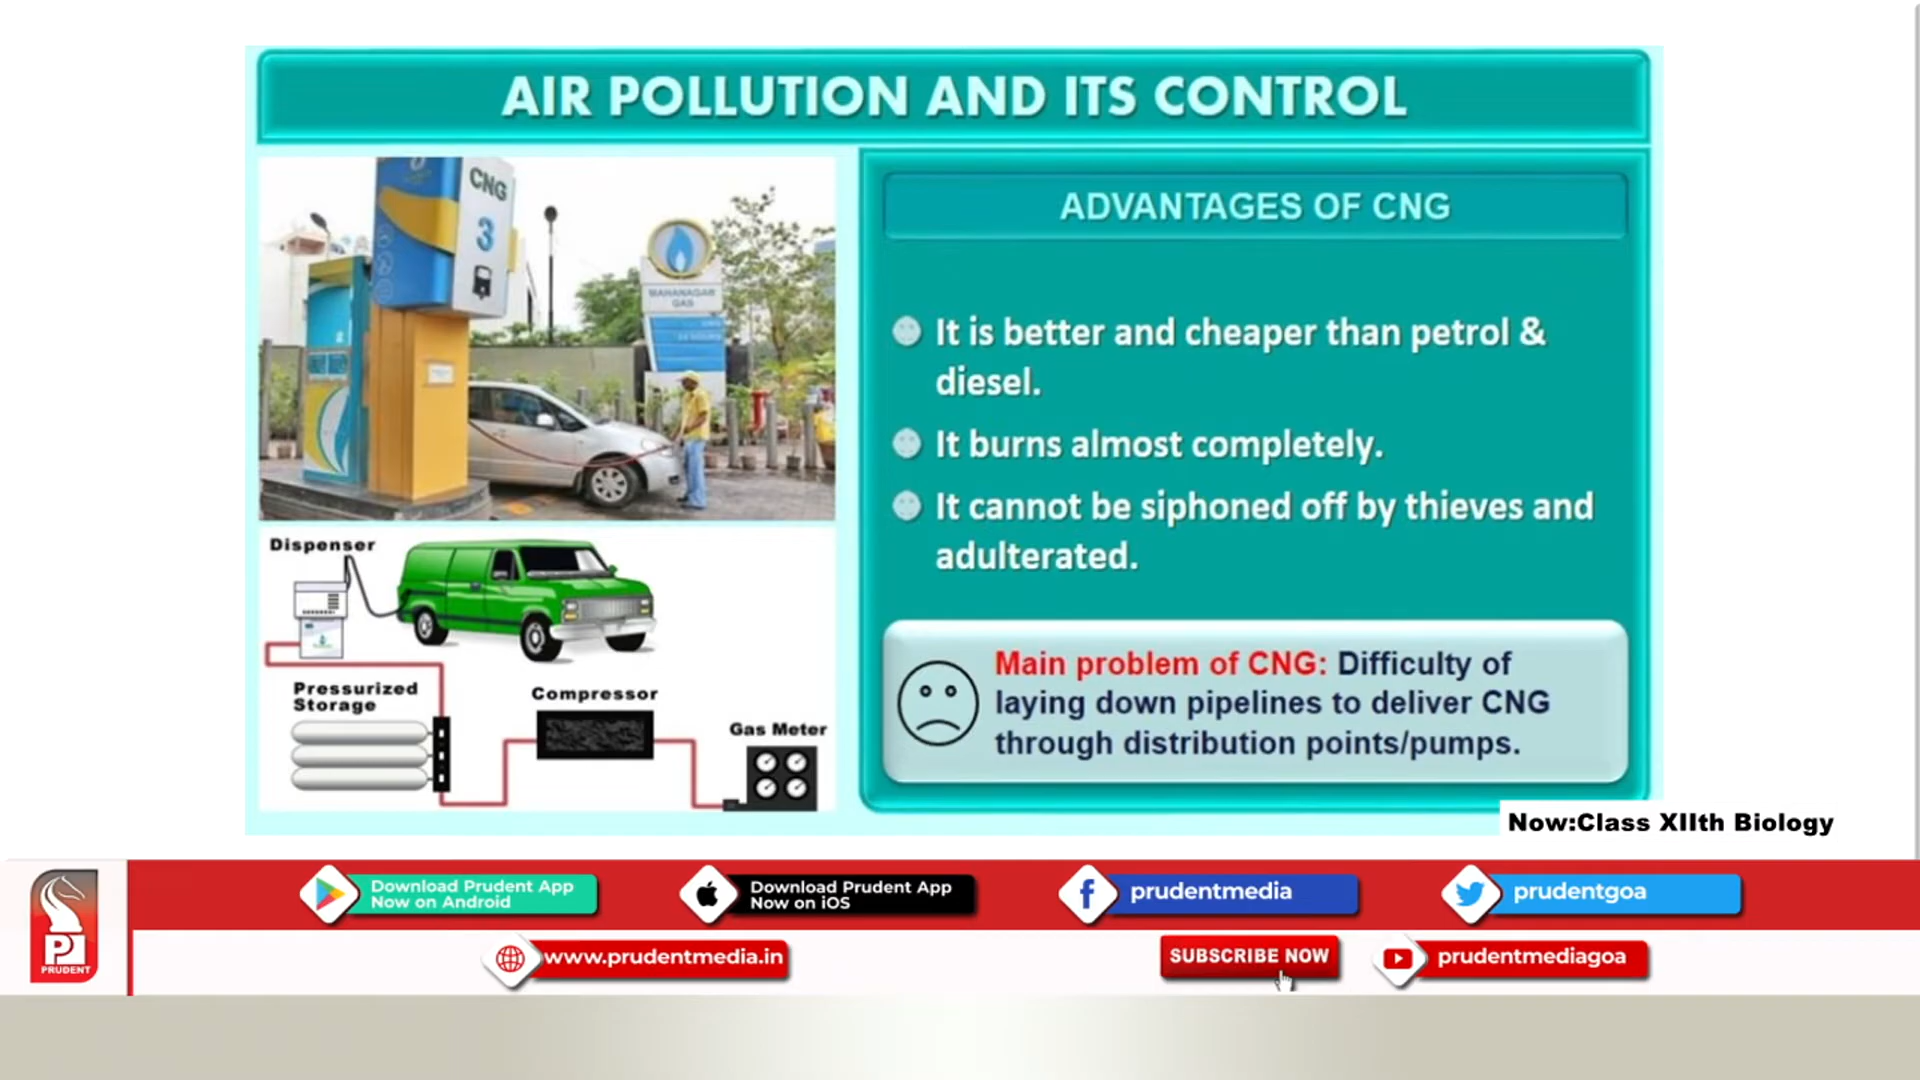 AIR POLLUTION AND ITS CONTROL
CNG
3
MAHANAGAR
GAS
ADVANTAGES OF CNG
It is better and cheaper than petrol &
diesel.
It burns almost completely.
It cannot be siphoned off by thieves and
adulterated.
Dispenser
Pressurized
Storage
Compressor
Gas Meter
Main problem of CNG: Difficulty of
laying down pipelines to deliver CNG
through distribution points/pumps.
Now:Class XIIth Biology
PRUDENT
Download Prudent App
Now on Android
Download Prudent App
Now on iOS
prudentmedia
prudentgoa
www.prudentmedia.in
SUBSCRIBE NOW
prudentmediagoa